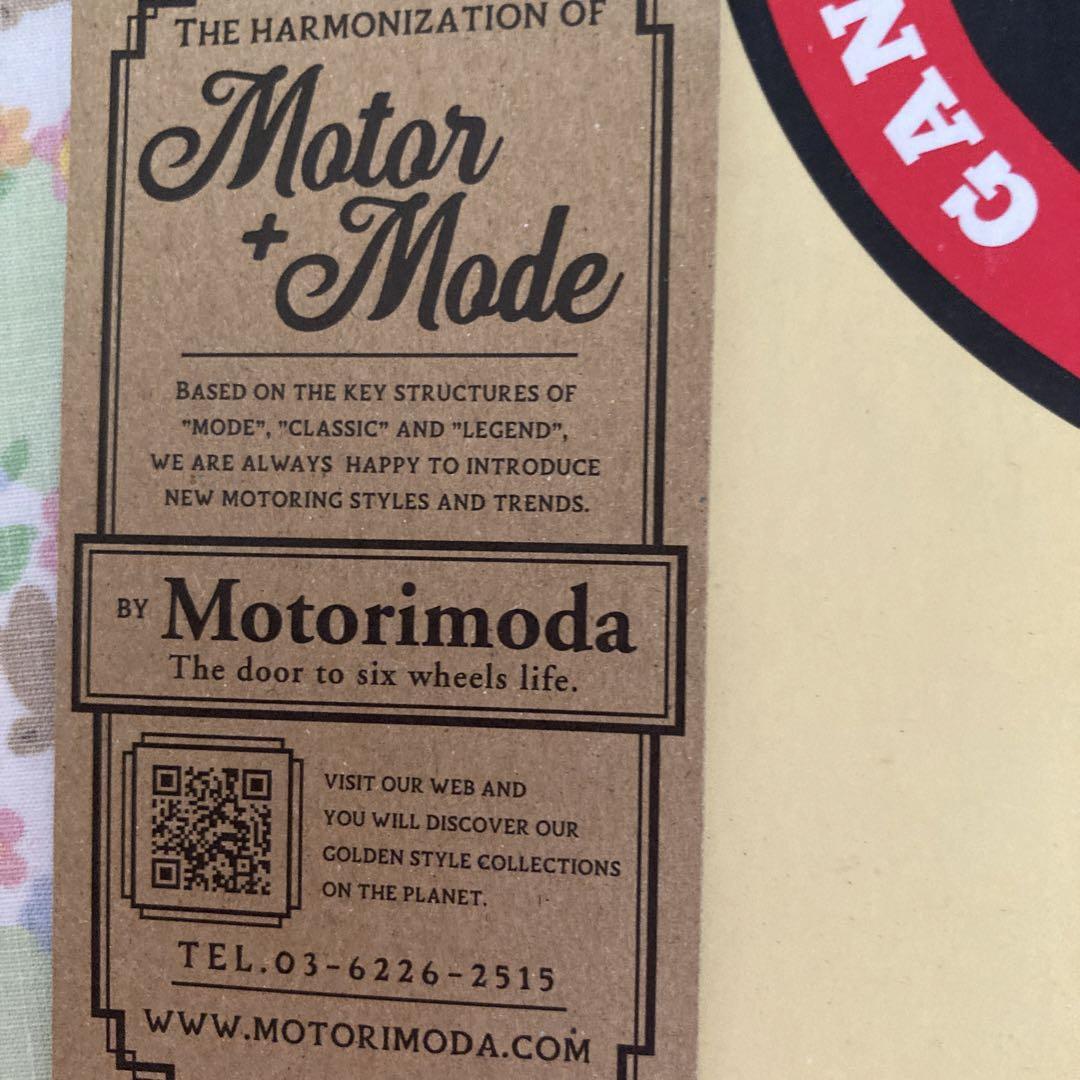 THE HARMONIZATION OF
Motor
+Mode
BASED ON THE KEY STRUCTURES OF
"MODE", "CLASSIC" AND "LEGEND",
WE ARE ALWAYS HAPPY TO INTRODUCE
NEW MOTORING STYLES AND TRENDS.
BY Motorimoda
The door to six wheels life.
VISIT OUR WEB AND
YOU WILL DISCOVER OUR
GOLDEN STYLE COLLECTIONS
ON THE PLANET.
TEL.03-6226-2515
WWW.MOTORIMODA.COM
GAN